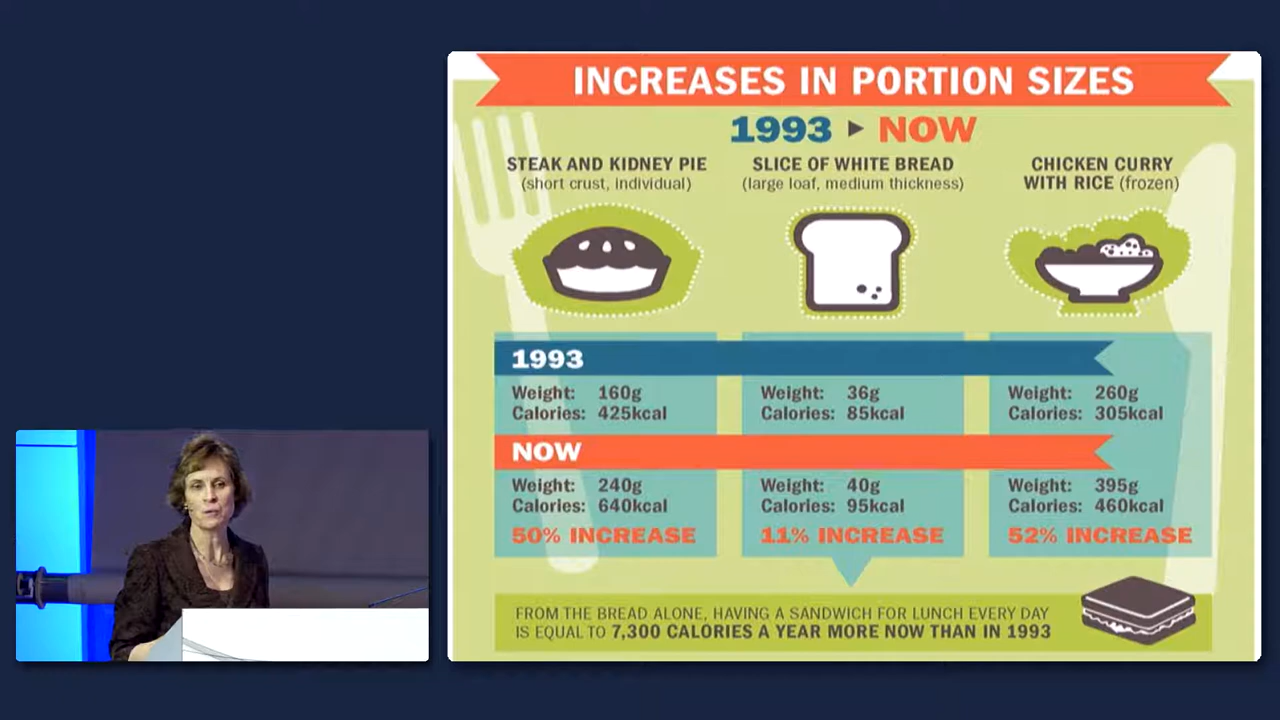 INCREASES IN PORTION SIZES
1993 ▸ NOW
STEAK AND KIDNEY PIE
(short crust, individual)
SLICE OF WHITE BREAD
(large loaf, medium thickness)
CHICKEN CURRY
WITH RICE (frozen)
1993
Weight: 160g
Calories: 425kcal
Weight: 36g
Calories: 85kcal
Weight: 260g
Calories: 305kcal
NOW
Weight: 240g
Calories: 640kcal
50% INCREASE
Weight: 40g
Calories: 95kcal
11% INCREASE
Weight: 395g
Calories: 460kcal
52% INCREASE
FROM THE BREAD ALONE, HAVING A SANDWICH FOR LUNCH EVERY DAY
IS EQUAL TO 7,300 CALORIES A YEAR MORE NOW THAN IN 1993